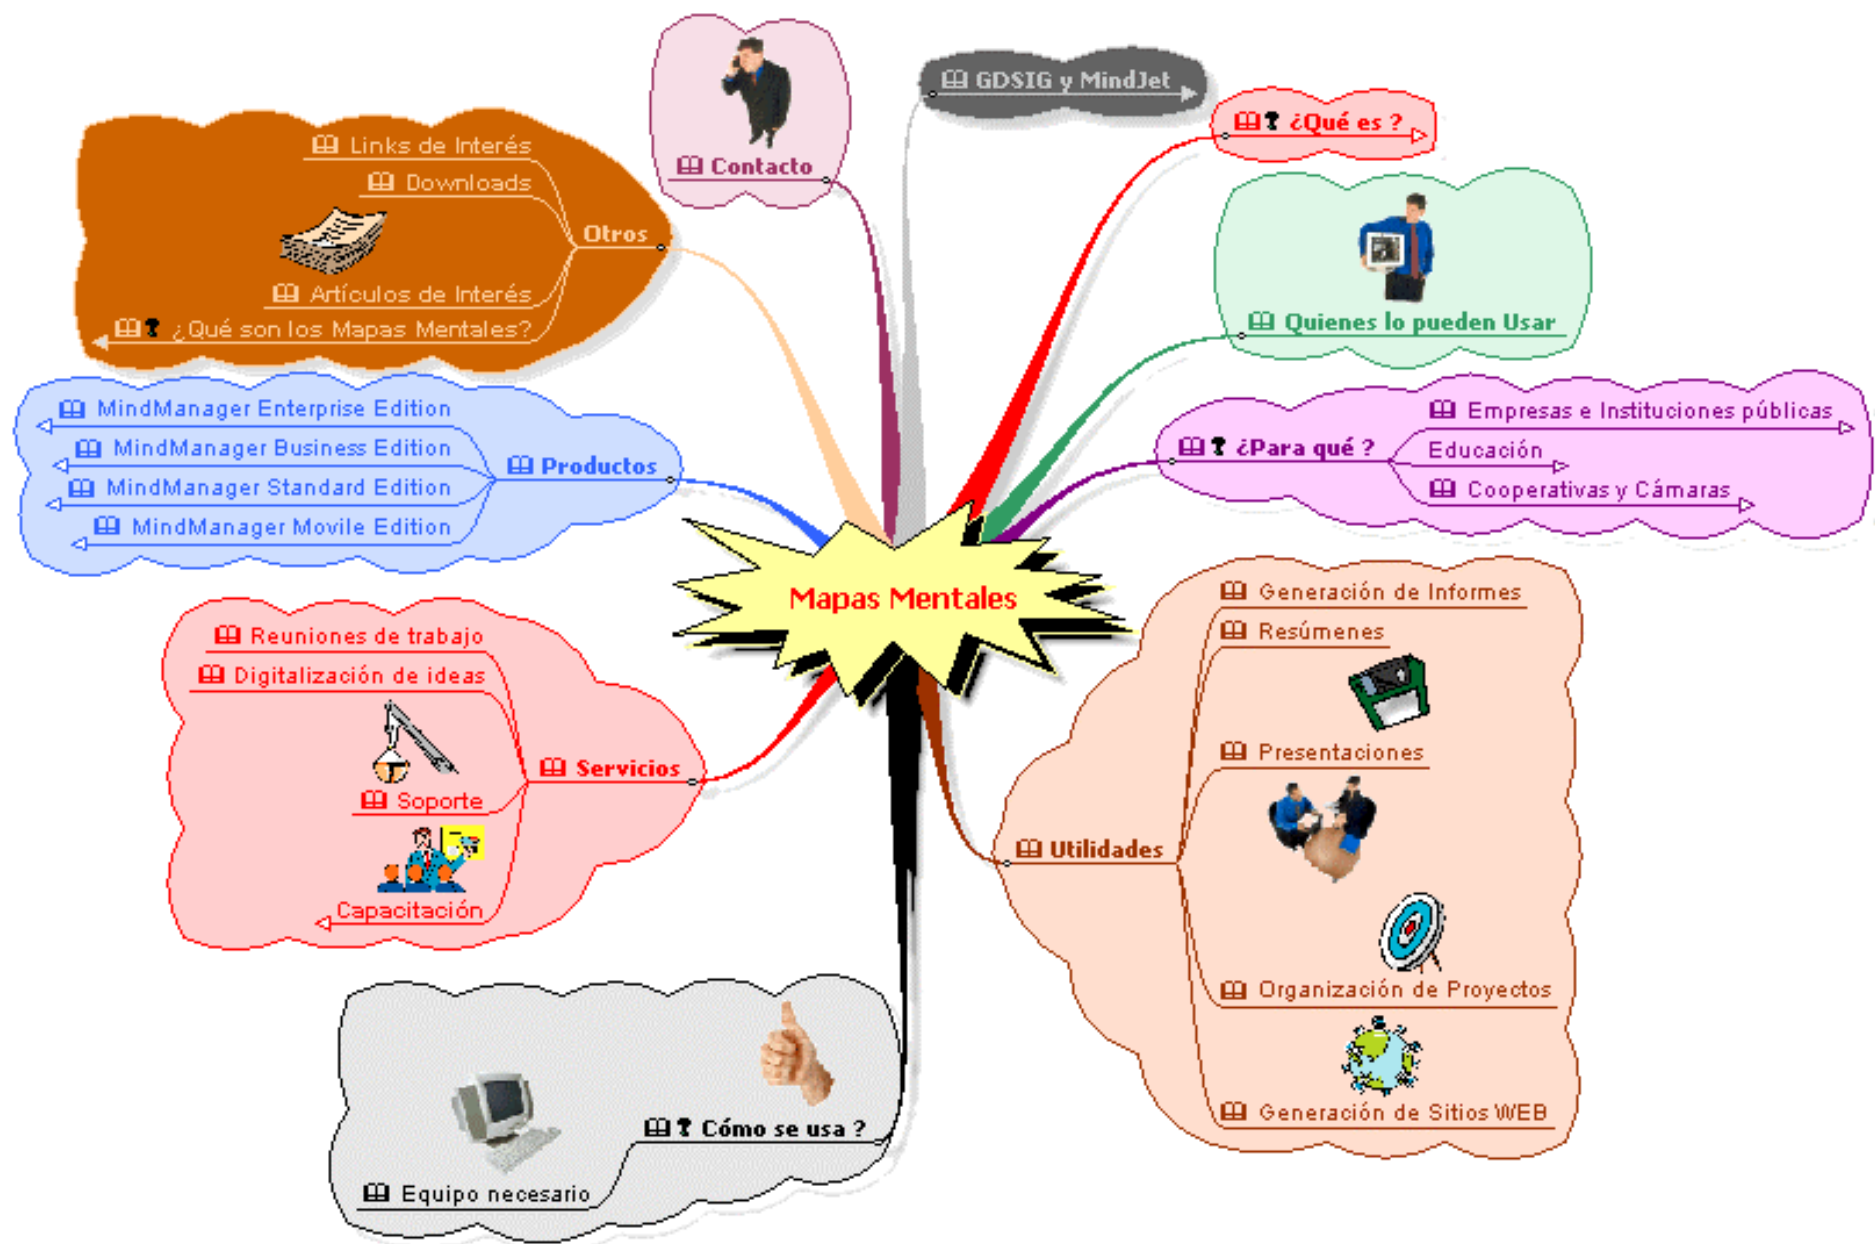 GDSIG y MindJet
¿Qué es ?
Contacto
Links de Interés
Downloads
Otros
Artículos de Interés
¿Qué son los Mapas Mentales?
Quienes lo pueden Usar
MindManager Enterprise Edition
MindManager Business Edition
Productos
MindManager Standard Edition
MindManager Movile Edition
¿Para qué ?
Empresas e Instituciones públicas
Educación
Cooperativas y Cámaras
Mapas Mentales
Reuniones de trabajo
Digitalización de ideas
Servicios
Soporte
Capacitación
Generación de Informes
Resúmenes
Presentaciones
Utilidades
Organización de Proyectos
Generación de Sitios WEB
Cómo se usa ?
Equipo necesario